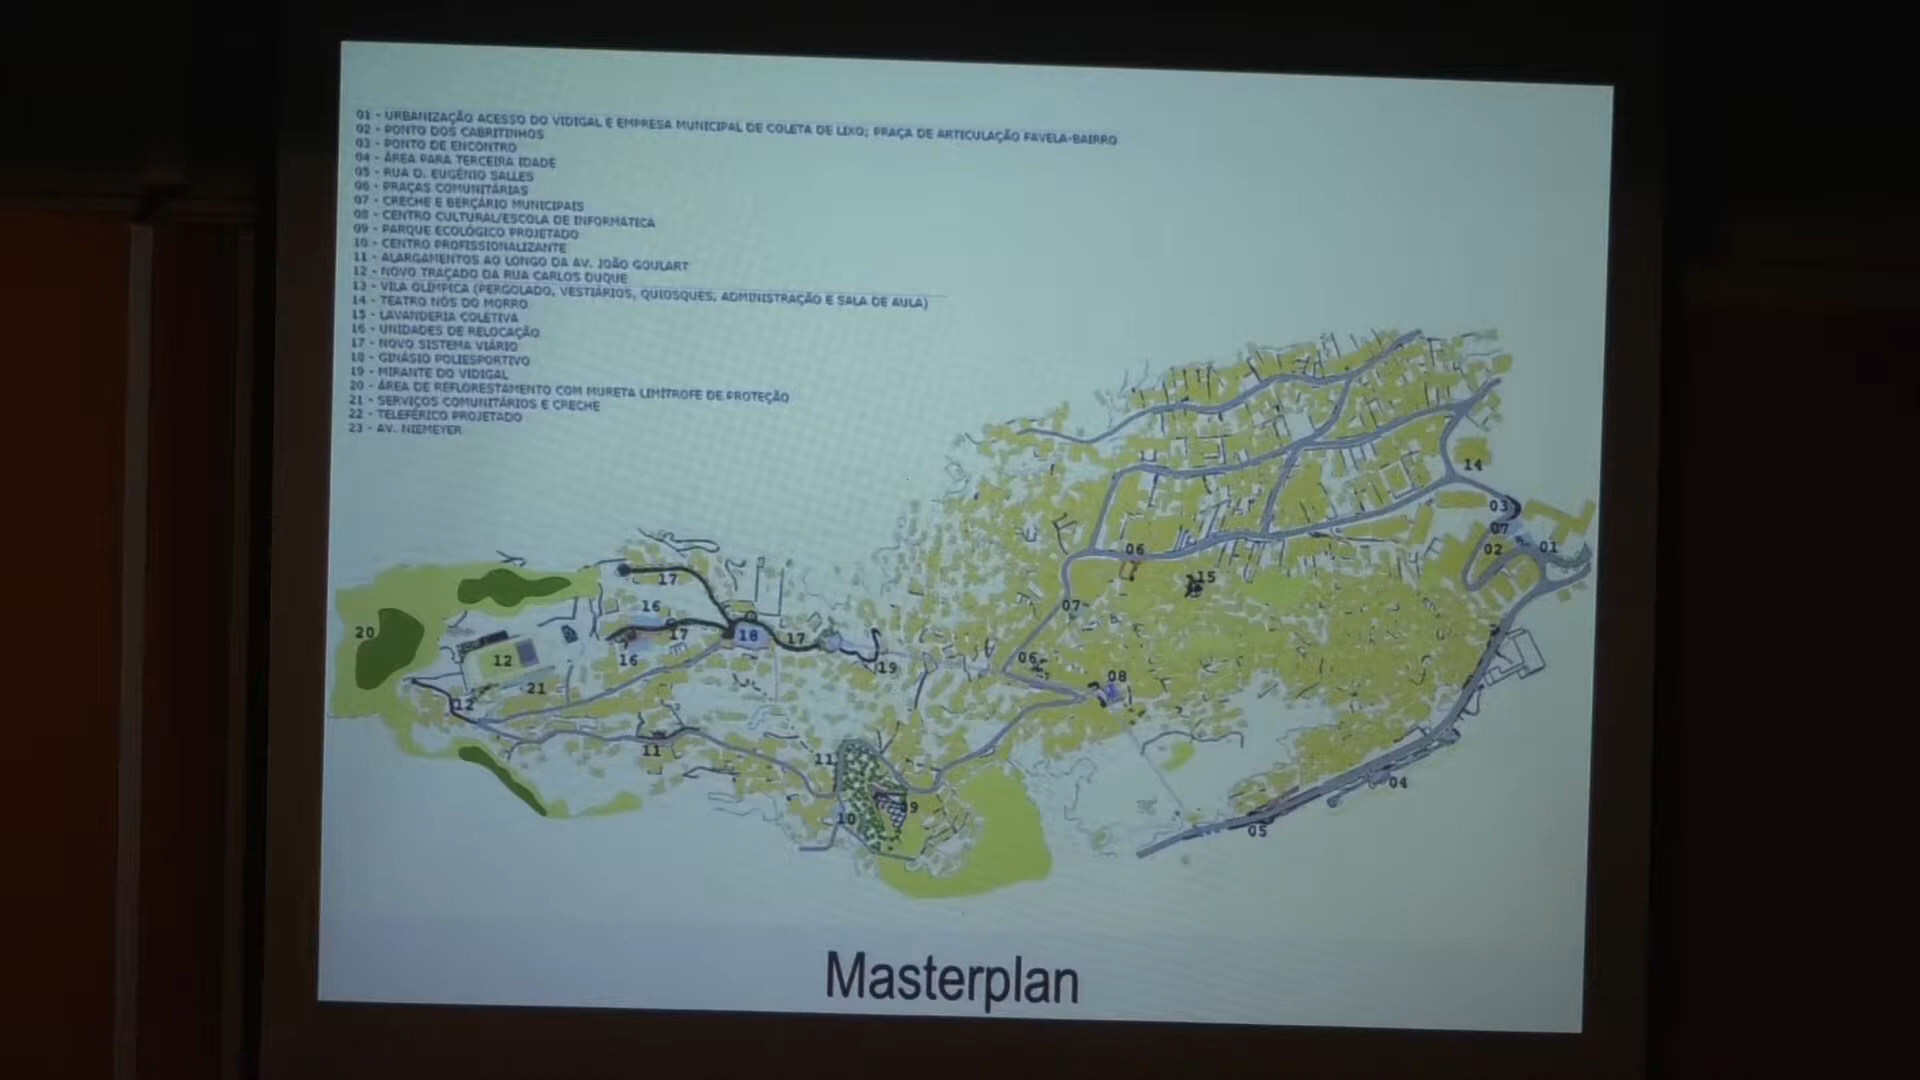 01 - URBANIZAÇÃO ACESSO DO VIDIGAL E EMPRESA MUNICIPAL DE COLETA DE LIXO; PRAÇA DE ARTICULAÇÃO FAVELA-BAIRRO
02 - PONTO DOS CABRITINHOS
03 - PONTO DE ENCONTRO
04 - ÁREA PARA TERCEIRA IDADE
05 - RUA D. EUGÊNIO SALLES
06 - PRAÇAS COMUNITÁRIAS
07 - CRECHE E BERÇÁRIO MUNICIPAIS
08 - CENTRO CULTURAL/ESCOLA DE INFORMATICA
09 - PARQUE ECOLÓGICO PROJETADO
10 - CENTRO PROFISSIONALIZANTE
11 - ALARGAMENTOS AO LONGO DA AV. JOÃO GOULART
12 - NOVO TRAÇADO DA RUA CARLOS DUQUE
13 - VILA OLÍMPICA (PERGOLADO, VESTIÁRIOS, QUIOSQUES, ADMINISTRAÇÃO E SALA DE AULA)
14 - TEATRO NÓS DO MORRO
15 - LAVANDERIA COLETIVA
16 - UNIDADES DE RELOCAÇÃO
17 - NOVO SISTEMA VIÁRIO
18 - GINÁSIO POLIESPORTIVO
19 - MIRANTE DO VIDIGAL
20 - ÁREA DE REFLORESTAMENTO COM MURETA LIMÍTROFE DE PROTEÇÃO
21 - SERVIÇOS COMUNITÁRIOS E CRECHE
22 - TELEFÉRICO PROJETADO
23 - AV. NIEMEYER
14
03
07
02 01
06
15
17
16
07
20
17
18
17
12
16
06
19
08
21
12
11
11
04
09
10
05
Masterplan